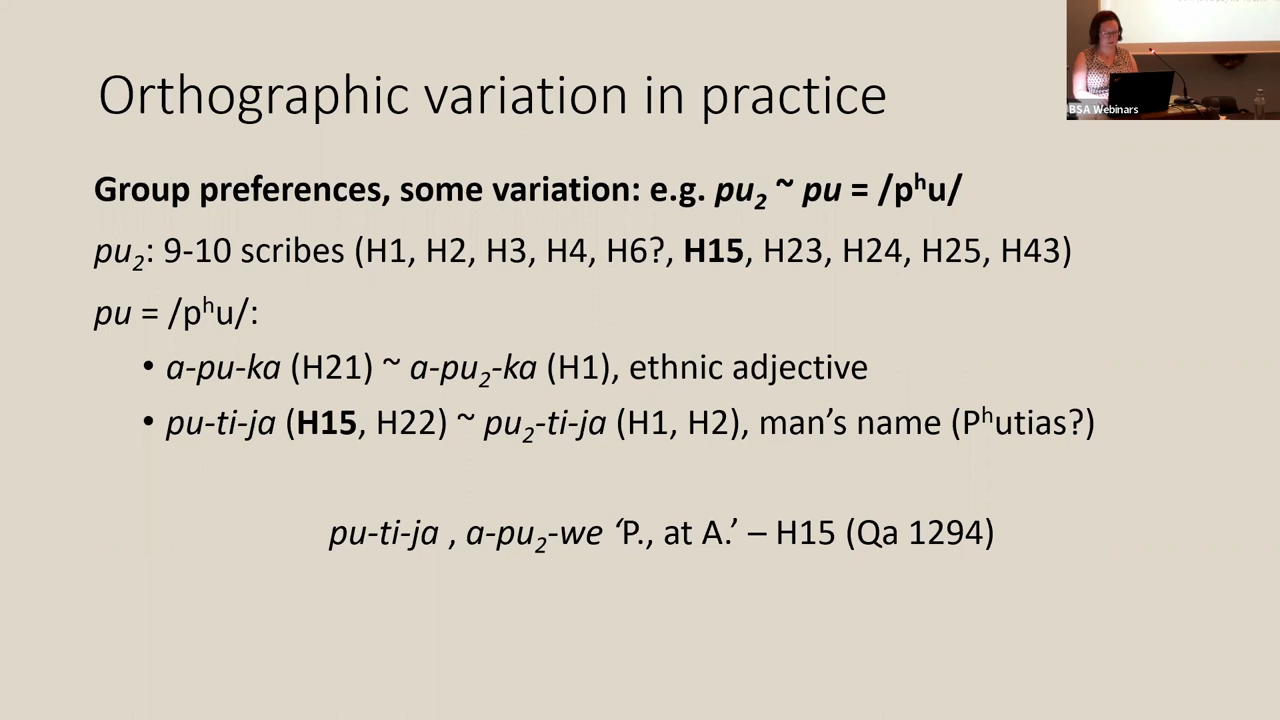 Orthographic variation in practice
BSA Webinars
Group preferences, some variation: e.g. pu₂ ~ pu = /pʰu/
pu₂: 9-10 scribes (H1, H2, H3, H4, H6?, H15, H23, H24, H25, H43)
pu = /pʰu/:
• a-pu-ka (H21) ~ a-pu₂-ka (H1), ethnic adjective
• pu-ti-ja (H15, H22) ~ pu₂-ti-ja (H1, H2), man’s name (Pʰutias?)
pu-ti-ja , a-pu₂-we ‘P., at A.’ – H15 (Qa 1294)